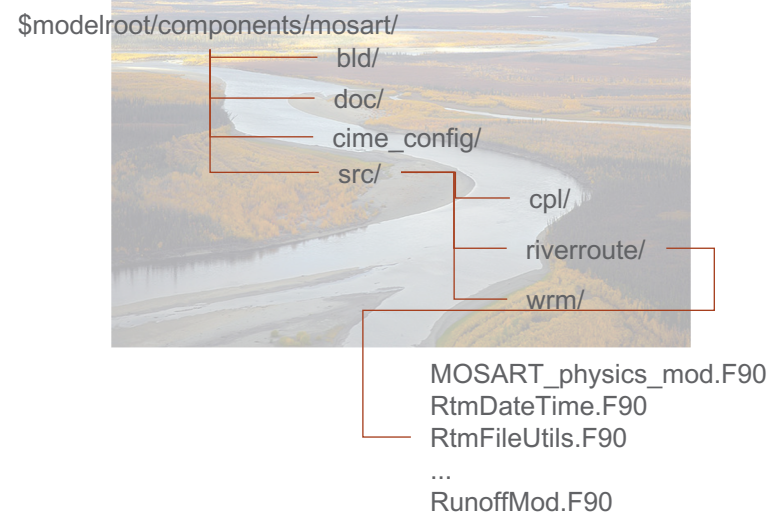 $modelroot/components/mosart/
bld/
doc/
cime_config/
src/
cpl/
riverroute/
wrm/
MOSART_physics_mod.F90
RtmDateTime.F90
RtmFileUtils.F90
...
RunoffMod.F90